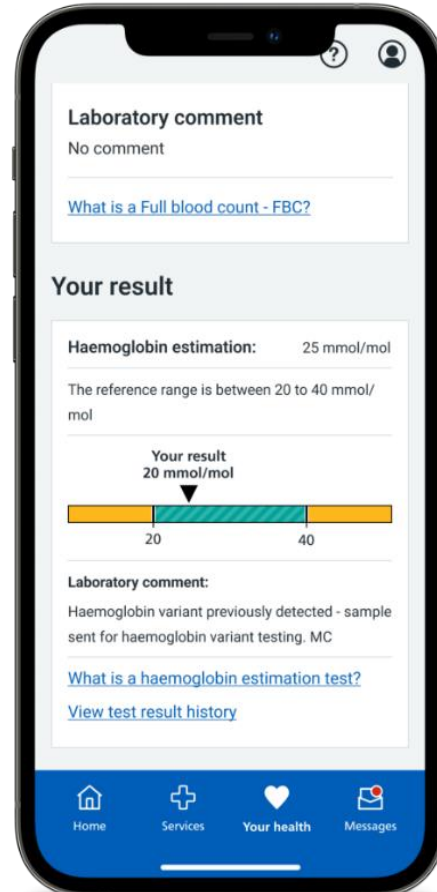 ?
Laboratory comment
No comment
What is a Full blood count - FBC?
Your result
Haemoglobin estimation: 25 mmol/mol
The reference range is between 20 to 40 mmol/
mol
Your result
20 mmol/mol
20 40
Laboratory comment:
Haemoglobin variant previously detected - sample
sent for haemoglobin variant testing. MC
What is a haemoglobin estimation test?
View test result history
Home Services Your health Messages